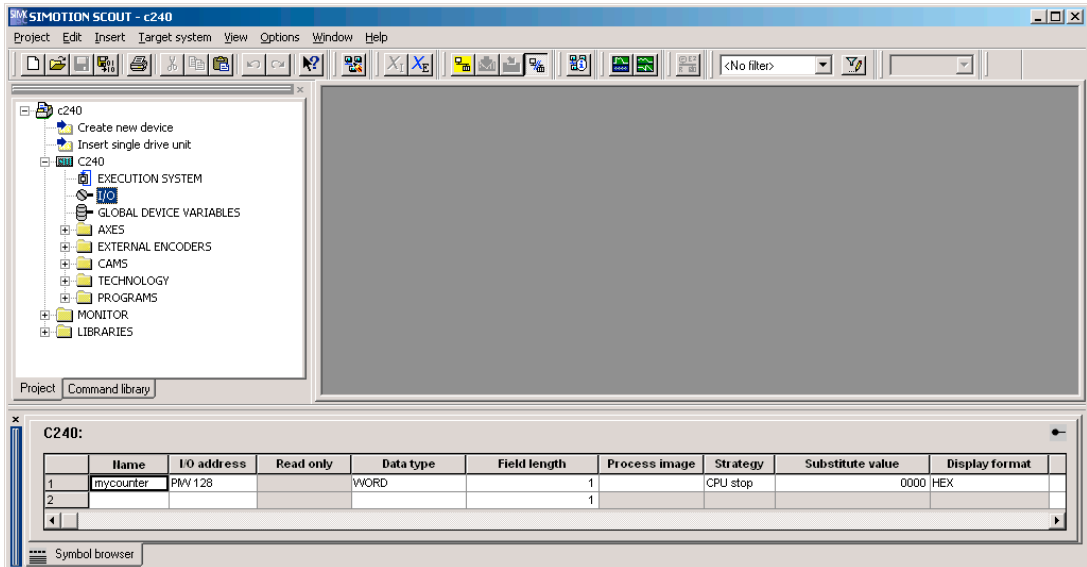 SIMOTION SCOUT - c240
Project Edit Insert Target system View Options Window Help
<No filter>
c240
Create new device
Insert single drive unit
C240
EXECUTION SYSTEM
I/O
GLOBAL DEVICE VARIABLES
AXES
EXTERNAL ENCODERS
CAMS
TECHNOLOGY
PROGRAMS
MONITOR
LIBRARIES
Project Command library
C240:
Name I/O address Read only Data type Field length Process image Strategy Substitute value Display format
1 mycounter PIW 128 WORD 1 CPU stop 0000 HEX
2 1
Symbol browser